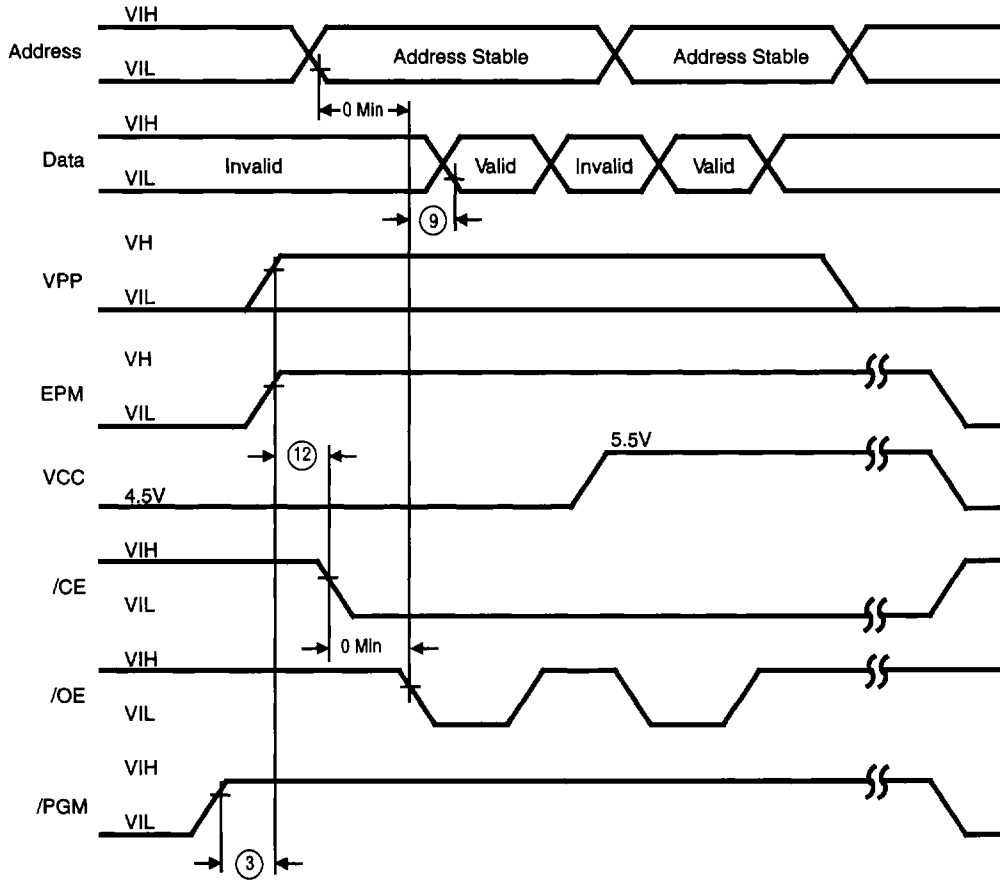 VIH
Address
Address Stable
Address Stable
VIL
0 Min
VIH
Data
Invalid
Valid
Invalid
Valid
VIL
9
VH
VPP
VIL
VH
EPM
VIL
12
5.5V
VCC
4.5V
VIH
/CE
VIL
0 Min
VIH
/OE
VIL
VIH
/PGM
VIL
3